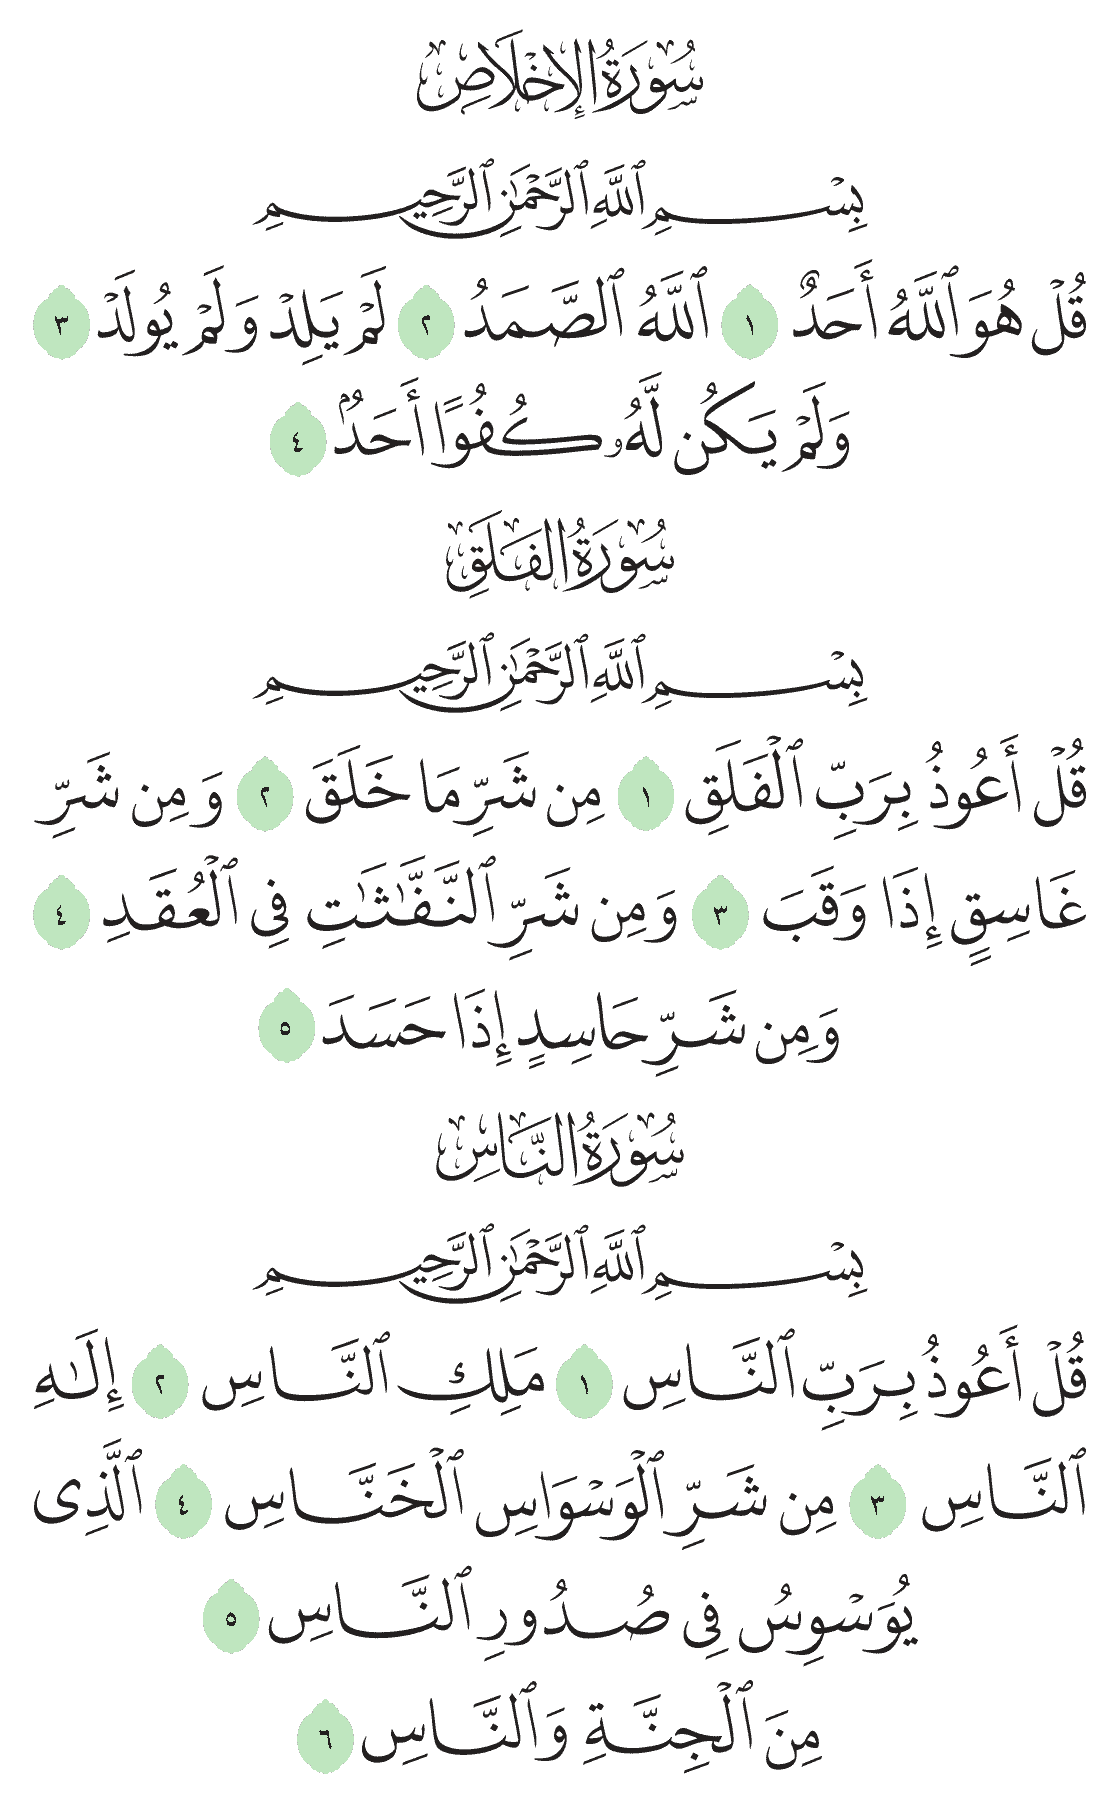 سُورَةُ الإِخْلَاصِ
بِسْمِ ٱللَّهِ ٱلرَّحْمَٰنِ ٱلرَّحِيمِ
قُلْ هُوَ ٱللَّهُ أَحَدٌ ١ ٱللَّهُ ٱلصَّمَدُ ٢ لَمْ يَلِدْ وَلَمْ يُولَدْ ٣
وَلَمْ يَكُن لَّهُۥ كُفُوًا أَحَدٌۢ ٤
سُورَةُ الفَلَقِ
بِسْمِ ٱللَّهِ ٱلرَّحْمَٰنِ ٱلرَّحِيمِ
قُلْ أَعُوذُ بِرَبِّ ٱلْفَلَقِ ١ مِن شَرِّ مَا خَلَقَ ٢ وَمِن شَرِّ
غَاسِقٍ إِذَا وَقَبَ ٣ وَمِن شَرِّ ٱلنَّفَّٰثَٰتِ فِى ٱلْعُقَدِ ٤
وَمِن شَرِّ حَاسِدٍ إِذَا حَسَدَ ٥
سُورَةُ النَّاسِ
بِسْمِ ٱللَّهِ ٱلرَّحْمَٰنِ ٱلرَّحِيمِ
قُلْ أَعُوذُ بِرَبِّ ٱلنَّاسِ ١ مَلِكِ ٱلنَّاسِ ٢ إِلَٰهِ
ٱلنَّاسِ ٣ مِن شَرِّ ٱلْوَسْوَاسِ ٱلْخَنَّاسِ ٤ ٱلَّذِى
يُوَسْوِسُ فِى صُدُورِ ٱلنَّاسِ ٥
مِنَ ٱلْجِنَّةِ وَٱلنَّاسِ ٦